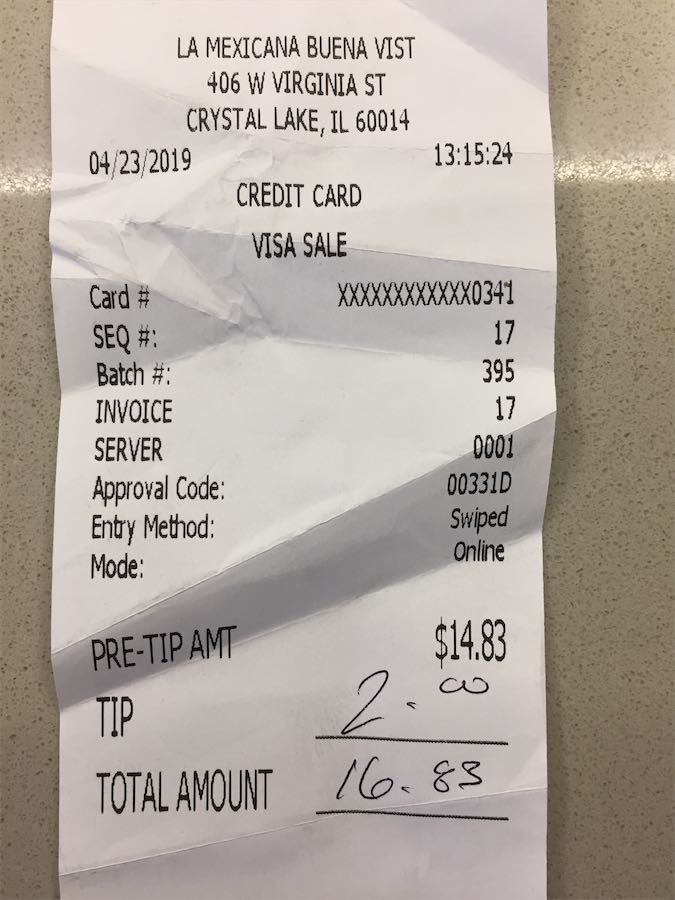 LA MEXICANA BUENA VIST
406 W VIRGINIA ST
CRYSTAL LAKE, IL 60014
04/23/2019 13:15:24
CREDIT CARD
VISA SALE
Card # XXXXXXXXXXXX0341
SEQ #: 17
Batch #: 395
INVOICE 17
SERVER 0001
Approval Code: 00331D
Entry Method: Swiped
Mode: Online
PRE-TIP AMT $14.83
TIP 2.00
TOTAL AMOUNT 16.83